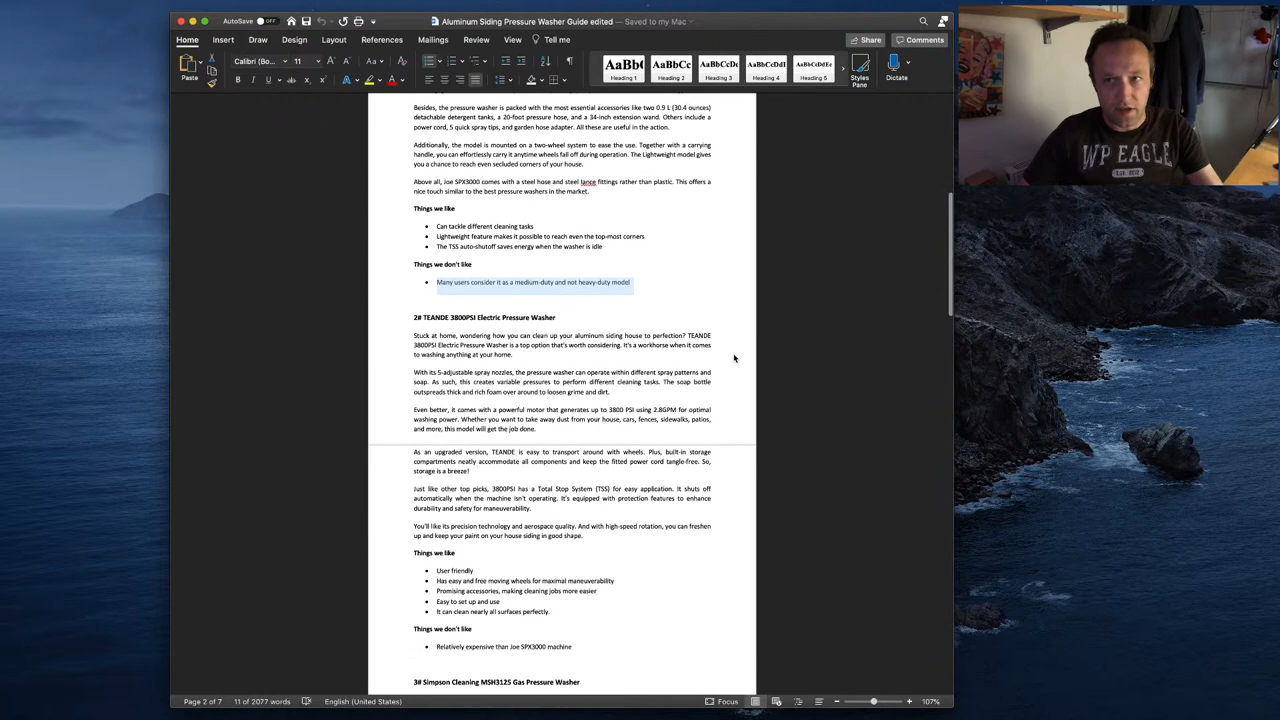 AutoSave OFF
Aluminum Siding Pressure Washer Guide edited — Saved to my Mac
Home Insert Draw Design Layout References Mailings Review View Tell me Share Comments
Paste
Calibri (Bo... 11
AaBb( AaBbC AaBbCcDc AaBbCcDdI AaBbCcDdEe
Heading 1 Heading 2 Heading 3 Heading 4 Heading 5 Styles Pane Dictate
Besides, the pressure washer is packed with the most essential accessories like two 0.9 L (30.4 ounces)
detachable detergent tanks, a 20-foot pressure hose, and a 34-inch extension wand. Others include a
power cord, 5 quick spray tips, and garden hose adapter. All these are useful in the action.
Additionally, the model is mounted on a two-wheel system to ease the use. Together with a carrying
handle, you can effortlessly carry it anytime wheels fall off during operation. The Lightweight model gives
you a chance to reach even secluded corners of your house.
Above all, Joe SPX3000 comes with a steel hose and steel lance fittings rather than plastic. This offers a
nice touch similar to the best pressure washers in the market.
Things we like
• Can tackle different cleaning tasks
• Lightweight feature makes it possible to reach even the top-most corners
• The TSS auto-shutoff saves energy when the washer is idle
Things we don't like
• Many users consider it as a medium-duty and not heavy-duty model
2# TEANDE 3800PSI Electric Pressure Washer
Stuck at home, wondering how you can clean up your aluminum siding house to perfection? TEANDE
3800PSI Electric Pressure Washer is a top option that's worth considering. It's a workhorse when it comes
to washing anything at your home.
With its 5-adjustable spray nozzles, the pressure washer can operate within different spray patterns and
soap. As such, this creates variable pressures to perform different cleaning tasks. The soap bottle
outspreads thick and rich foam over around to loosen grime and dirt.
Even better, it comes with a powerful motor that generates up to 3800 PSI using 2.8GPM for optimal
washing power. Whether you want to take away dust from your house, cars, fences, sidewalks, patios,
and more, this model will get the job done.
As an upgraded version, TEANDE is easy to transport around with wheels. Plus, built-in storage
compartments neatly accommodate all components and keep the fitted power cord tangle-free. So,
storage is a breeze!
Just like other top picks, 3800PSI has a Total Stop System (TSS) for easy application. It shuts off
automatically when the machine isn't operating. It's equipped with protection features to enhance
durability and safety for maneuverability.
You'll like its precision technology and aerospace quality. And with high-speed rotation, you can freshen
up and keep your paint on your house siding in good shape.
Things we like
• User friendly
• Has easy and free moving wheels for maximal maneuverability
• Promising accessories, making cleaning jobs more easier
• Easy to set up and use
• It can clean nearly all surfaces perfectly.
Things we don't like
• Relatively expensive than Joe SPX3000 machine
3# Simpson Cleaning MSH3125 Gas Pressure Washer
Page 2 of 7 11 of 2077 words English (United States) Focus 107%
WP EAGLE